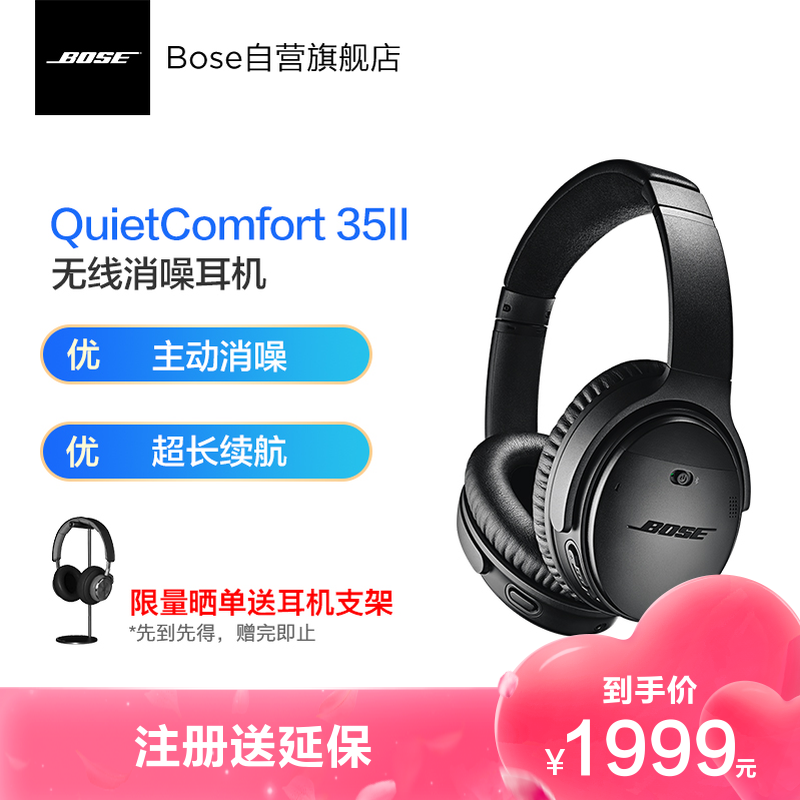 BOSE
Bose自营旗舰店
QuietComfort 35II
无线消噪耳机
优 主动消噪
优 超长续航
BOSE
限量晒单送耳机支架
*先到先得，赠完即止
到手价
注册送延保
¥1999元